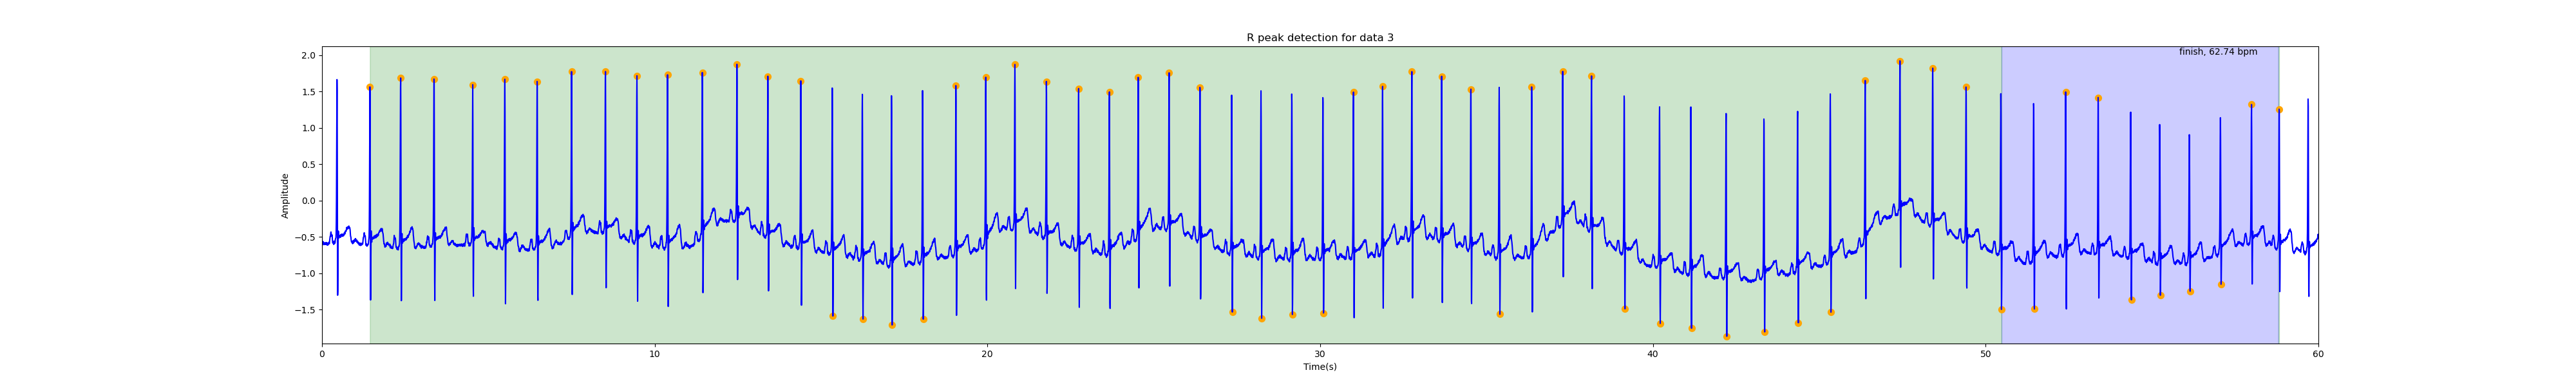 R peak detection for data 3
finish, 62.74 bpm
Amplitude
2.0
1.5
1.0
0.5
0.0
−0.5
−1.0
−1.5
0 10 20 30 40 50 60
Time(s)